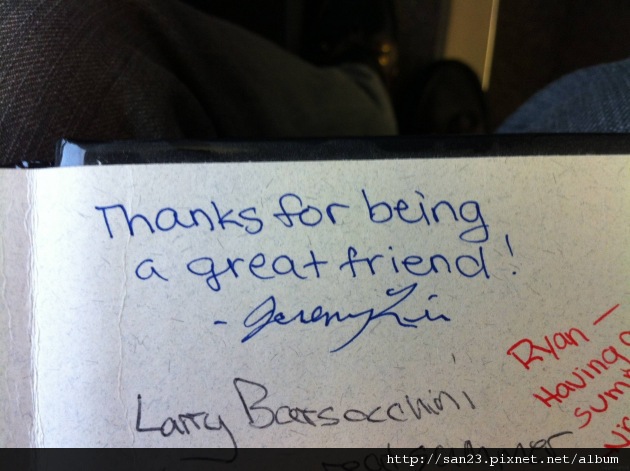 Thanks for being
a great friend!
- Jeremy Lin
Larry Barsocchini
Ryan —
Having
http://san23.pixnet.net/album